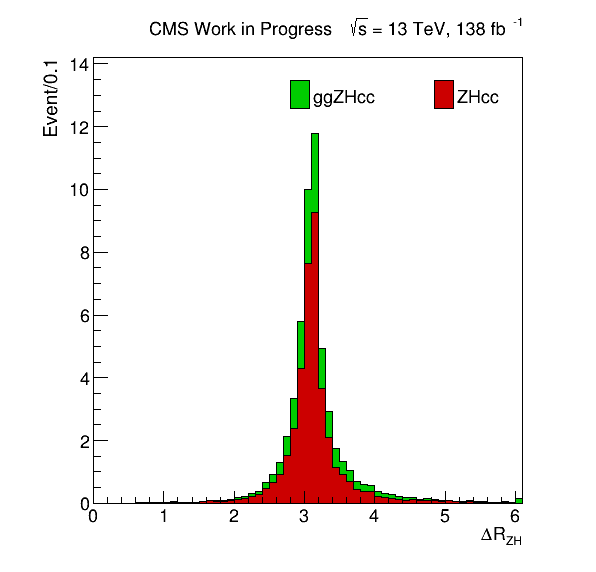 CMS Work in Progress √s = 13 TeV, 138 fb -1
Event/0.1
14
12
10
8
6
4
2
0
ggZHcc
ZHcc
0 1 2 3 4 5 6
ΔR_ZH